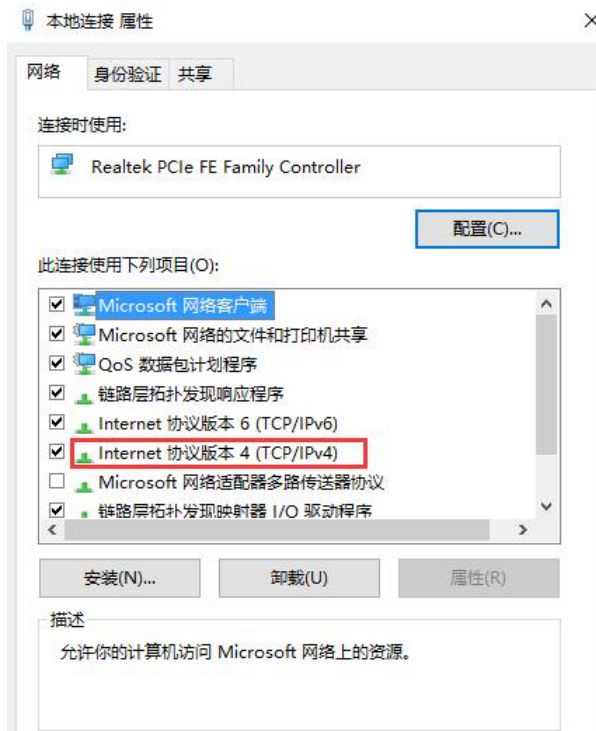 本地连接 属性
网络 身份验证 共享
连接时使用:
Realtek PCIe FE Family Controller
配置(C)...
此连接使用下列项目(O):
Microsoft 网络客户端
Microsoft 网络的文件和打印机共享
QoS 数据包计划程序
链路层拓扑发现响应程序
Internet 协议版本 6 (TCP/IPv6)
Internet 协议版本 4 (TCP/IPv4)
Microsoft 网络适配器多路传送器协议
链路层拓扑发现映射器 I/O 驱动程序
安装(N)... 卸载(U) 属性(R)
描述
允许你的计算机访问 Microsoft 网络上的资源。